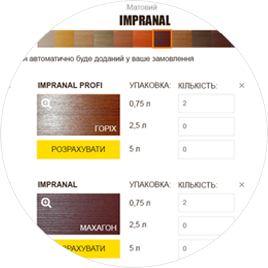 Матовий
IMPRANAL
автоматично буде доданий у ваше замовлення
IMPRANAL PROFI УПАКОВКА: КІЛЬКІСТЬ: ×
0,75 л 2
ГОРІХ 2,5 л 0
РОЗРАХУВАТИ 5 л 0
IMPRANAL УПАКОВКА: КІЛЬКІСТЬ: ×
0,75 л 2
МАХАГОН 2,5 л 0
РОЗРАХУВАТИ 5 л 0